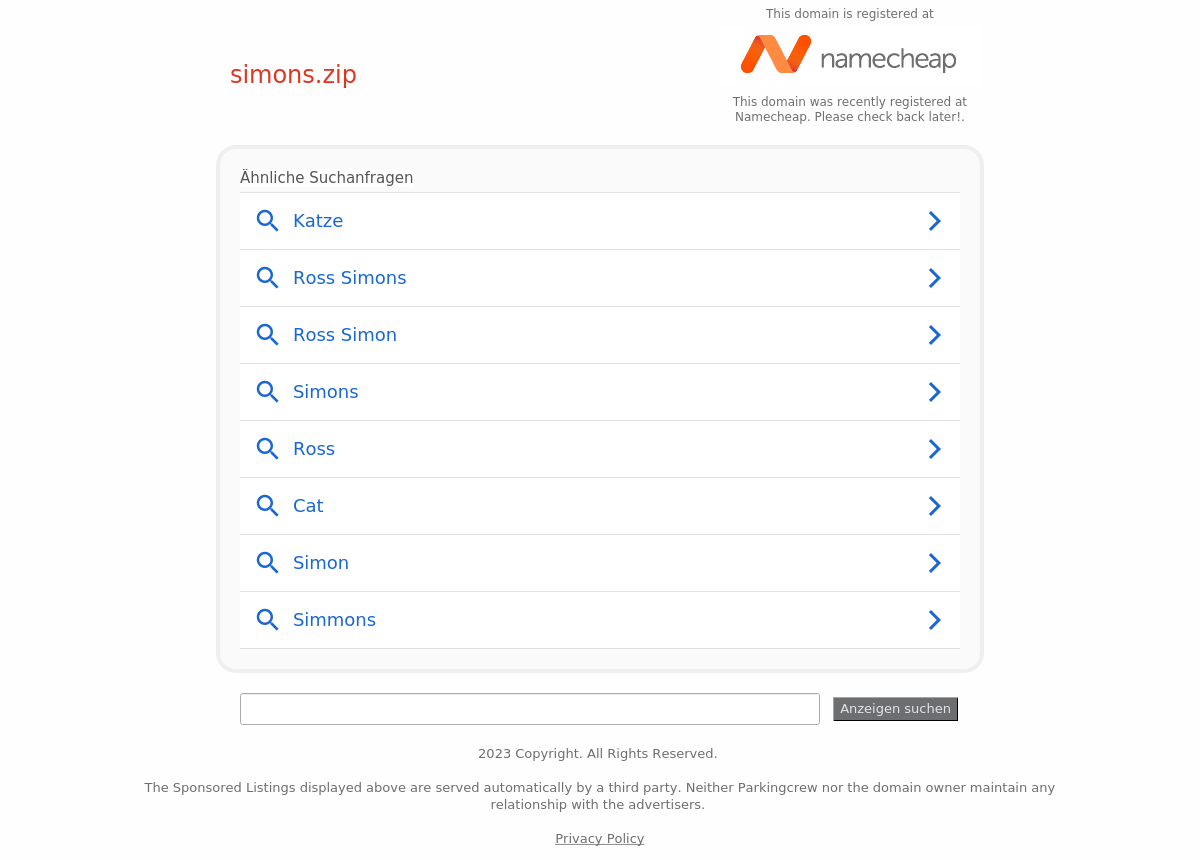 This domain is registered at
namecheap
simons.zip
This domain was recently registered at
Namecheap. Please check back later!.
Ähnliche Suchanfragen
Katze
Ross Simons
Ross Simon
Simons
Ross
Cat
Simon
Simmons
Anzeigen suchen
2023 Copyright. All Rights Reserved.
The Sponsored Listings displayed above are served automatically by a third party. Neither Parkingcrew nor the domain owner maintain any
relationship with the advertisers.
Privacy Policy